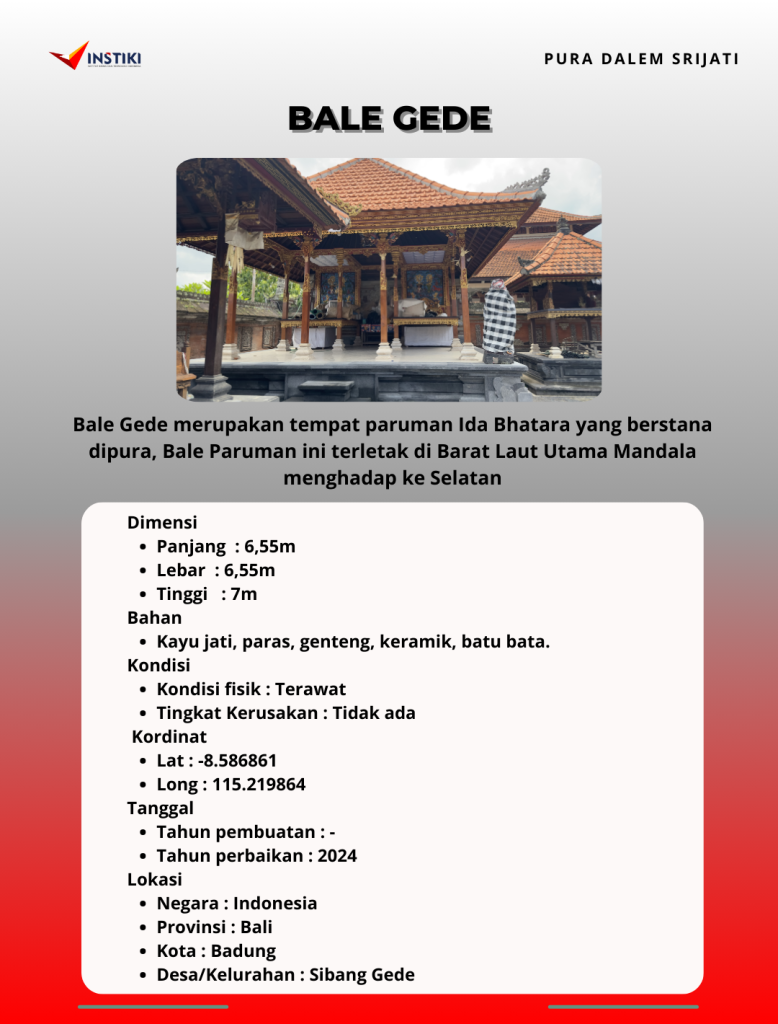 INSTIKI
PURA DALEM SRIJATI
BALE GEDE
Bale Gede merupakan tempat paruman Ida Bhatara yang berstana
dipura, Bale Paruman ini terletak di Barat Laut Utama Mandala
menghadap ke Selatan
Dimensi
• Panjang : 6,55m
• Lebar : 6,55m
• Tinggi : 7m
Bahan
• Kayu jati, paras, genteng, keramik, batu bata.
Kondisi
• Kondisi fisik : Terawat
• Tingkat Kerusakan : Tidak ada
Kordinat
• Lat : -8.586861
• Long : 115.219864
Tanggal
• Tahun pembuatan : -
• Tahun perbaikan : 2024
Lokasi
• Negara : Indonesia
• Provinsi : Bali
• Kota : Badung
• Desa/Kelurahan : Sibang Gede